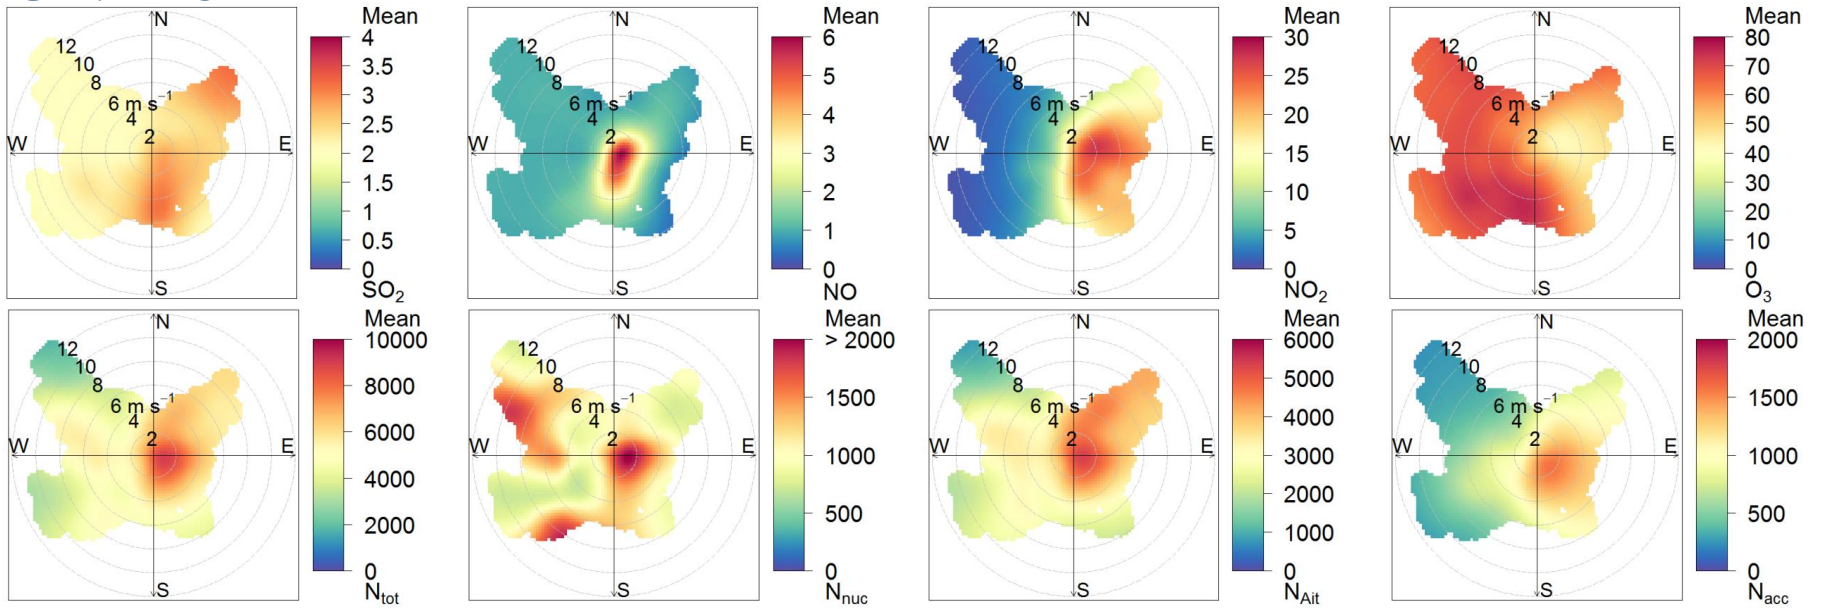 N
W
E
S
12
10
8
6 m s⁻¹
4
2
Mean
4
3.5
3
2.5
2
1.5
1
0.5
0
SO₂
N
W
E
S
12
10
8
6 m s⁻¹
4
2
Mean
6
5
4
3
2
1
0
NO
N
W
E
S
12
10
8
6 m s⁻¹
4
2
Mean
30
25
20
15
10
5
0
NO₂
N
W
E
S
12
10
8
6 m s⁻¹
4
2
Mean
80
70
60
50
40
30
20
10
0
O₃
N
W
E
S
12
10
8
6 m s⁻¹
4
2
Mean
10000
8000
6000
4000
2000
0
Nₜₒₜ
N
W
E
S
12
10
8
6 m s⁻¹
4
2
Mean
> 2000
1500
1000
500
0
Nnuc
N
W
E
S
12
10
8
6 m s⁻¹
4
2
Mean
6000
5000
4000
3000
2000
1000
0
NAit
N
W
E
S
12
10
8
6 m s⁻¹
4
2
Mean
2000
1500
1000
500
0
Nacc